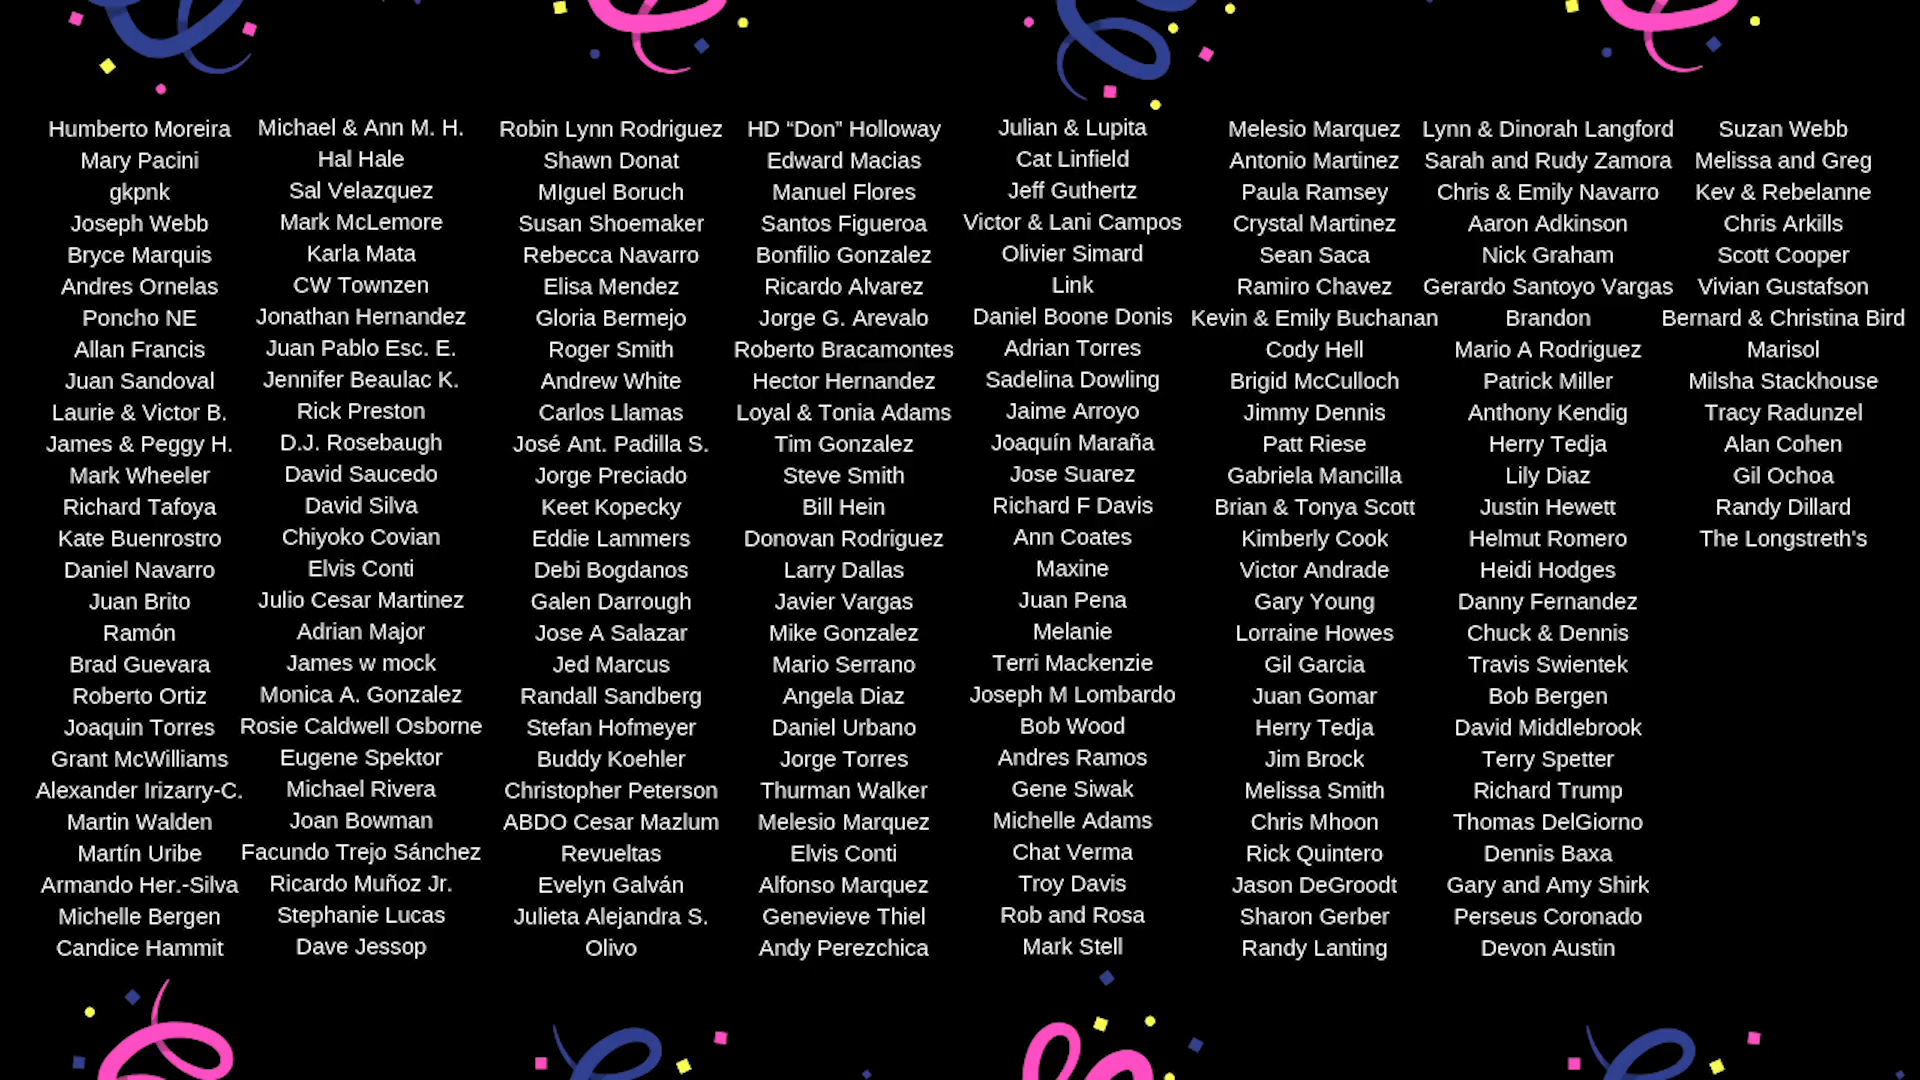 Humberto Moreira
Mary Pacini
gkpnk
Joseph Webb
Bryce Marquis
Andres Ornelas
Poncho NE
Allan Francis
Juan Sandoval
Laurie & Victor B.
James & Peggy H.
Mark Wheeler
Richard Tafoya
Kate Buenrostro
Daniel Navarro
Juan Brito
Ramón
Brad Guevara
Roberto Ortiz
Joaquin Torres
Grant McWilliams
Alexander Irizarry-C.
Martin Walden
Martín Uribe
Armando Her.-Silva
Michelle Bergen
Candice Hammit
Michael & Ann M. H.
Hal Hale
Sal Velazquez
Mark McLemore
Karla Mata
CW Townzen
Jonathan Hernandez
Juan Pablo Esc. E.
Jennifer Beaulac K.
Rick Preston
D.J. Rosebaugh
David Saucedo
David Silva
Chiyoko Covian
Elvis Conti
Julio Cesar Martinez
Adrian Major
James w mock
Monica A. Gonzalez
Rosie Caldwell Osborne
Eugene Spektor
Michael Rivera
Joan Bowman
Facundo Trejo Sánchez
Ricardo Muñoz Jr.
Stephanie Lucas
Dave Jessop
Robin Lynn Rodriguez
Shawn Donat
MIguel Boruch
Susan Shoemaker
Rebecca Navarro
Elisa Mendez
Gloria Bermejo
Roger Smith
Andrew White
Carlos Llamas
José Ant. Padilla S.
Jorge Preciado
Keet Kopecky
Eddie Lammers
Debi Bogdanos
Galen Darrough
Jose A Salazar
Jed Marcus
Randall Sandberg
Stefan Hofmeyer
Buddy Koehler
Christopher Peterson
ABDO Cesar Mazlum
Revueltas
Evelyn Galván
Julieta Alejandra S.
Olivo
HD “Don” Holloway
Edward Macias
Manuel Flores
Santos Figueroa
Bonfilio Gonzalez
Ricardo Alvarez
Jorge G. Arevalo
Roberto Bracamontes
Hector Hernandez
Loyal & Tonia Adams
Tim Gonzalez
Steve Smith
Bill Hein
Donovan Rodriguez
Larry Dallas
Javier Vargas
Mike Gonzalez
Mario Serrano
Angela Diaz
Daniel Urbano
Jorge Torres
Thurman Walker
Melesio Marquez
Elvis Conti
Alfonso Marquez
Genevieve Thiel
Andy Perezchica
Julian & Lupita
Cat Linfield
Jeff Guthertz
Victor & Lani Campos
Olivier Simard
Link
Daniel Boone Donis
Adrian Torres
Sadelina Dowling
Jaime Arroyo
Joaquín Maraña
Jose Suarez
Richard F Davis
Ann Coates
Maxine
Juan Pena
Melanie
Terri Mackenzie
Joseph M Lombardo
Bob Wood
Andres Ramos
Gene Siwak
Michelle Adams
Chat Verma
Troy Davis
Rob and Rosa
Mark Stell
Melesio Marquez
Antonio Martinez
Paula Ramsey
Crystal Martinez
Sean Saca
Ramiro Chavez
Kevin & Emily Buchanan
Cody Hell
Brigid McCulloch
Jimmy Dennis
Patt Riese
Gabriela Mancilla
Brian & Tonya Scott
Kimberly Cook
Victor Andrade
Gary Young
Lorraine Howes
Gil Garcia
Juan Gomar
Herry Tedja
Jim Brock
Melissa Smith
Chris Mhoon
Rick Quintero
Jason DeGroodt
Sharon Gerber
Randy Lanting
Lynn & Dinorah Langford
Sarah and Rudy Zamora
Chris & Emily Navarro
Aaron Adkinson
Nick Graham
Gerardo Santoyo Vargas
Brandon
Mario A Rodriguez
Patrick Miller
Anthony Kendig
Herry Tedja
Lily Diaz
Justin Hewett
Helmut Romero
Heidi Hodges
Danny Fernandez
Chuck & Dennis
Travis Swientek
Bob Bergen
David Middlebrook
Terry Spetter
Richard Trump
Thomas DelGiorno
Dennis Baxa
Gary and Amy Shirk
Perseus Coronado
Devon Austin
Suzan Webb
Melissa and Greg
Kev & Rebelanne
Chris Arkills
Scott Cooper
Vivian Gustafson
Bernard & Christina Bird
Marisol
Milsha Stackhouse
Tracy Radunzel
Alan Cohen
Gil Ochoa
Randy Dillard
The Longstreth's